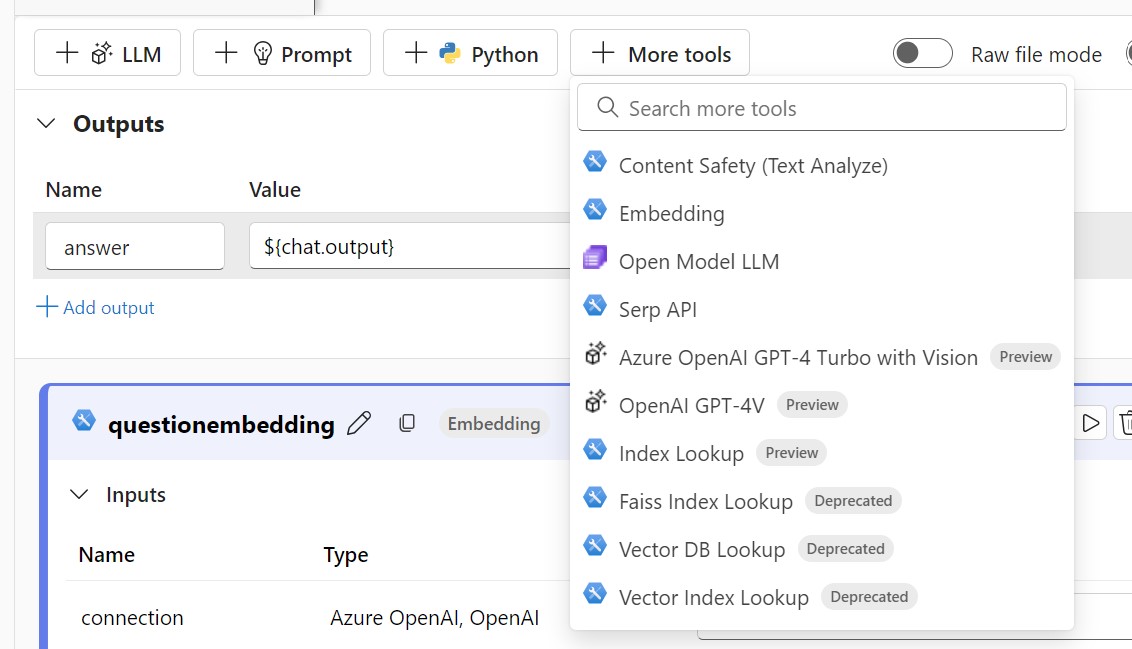 LLM Prompt Python More tools Raw file mode
Search more tools
Outputs
Content Safety (Text Analyze)
Name Value
Embedding
answer ${chat.output}
Open Model LLM
Add output
Serp API
Azure OpenAI GPT-4 Turbo with Vision Preview
OpenAI GPT-4V Preview
questionembedding Embedding
Index Lookup Preview
Inputs
Faiss Index Lookup Deprecated
Name Type
Vector DB Lookup Deprecated
Vector Index Lookup Deprecated
connection Azure OpenAI, OpenAI